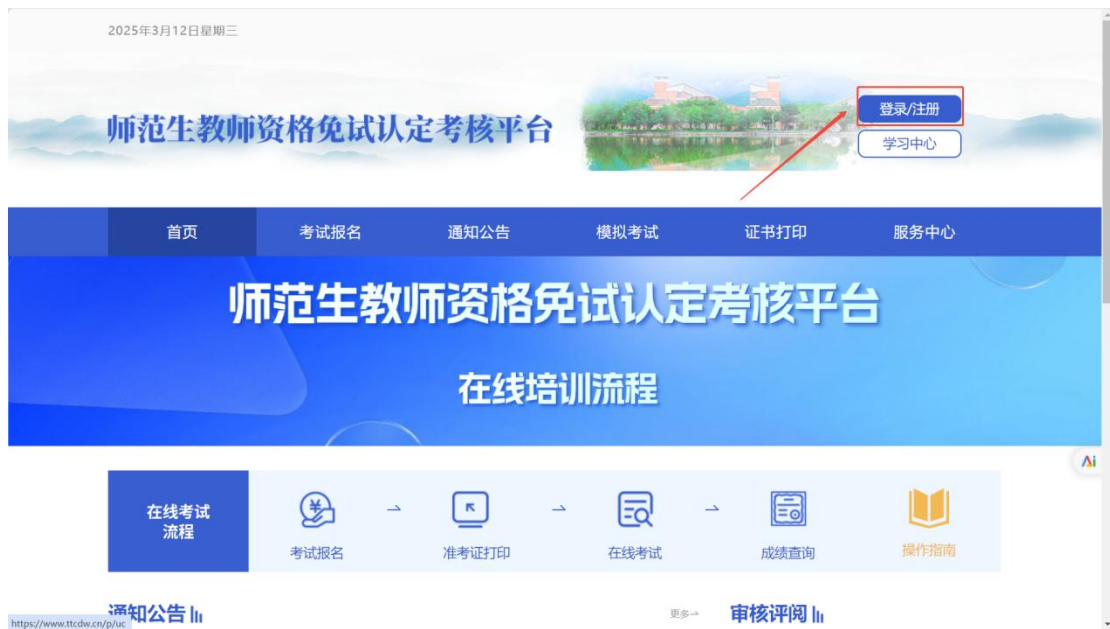 2025年3月12日星期三
师范生教师资格免试认定考核平台
登录/注册
学习中心
首页 考试报名 通知公告 模拟考试 证书打印 服务中心
师范生教师资格免试认定考核平台
在线培训流程
Ai
在线考试
流程
考试报名 准考证打印 在线考试 成绩查询 操作指南
通知公告 更多 审核评阅
https://www.ttcdw.cn/p/uc